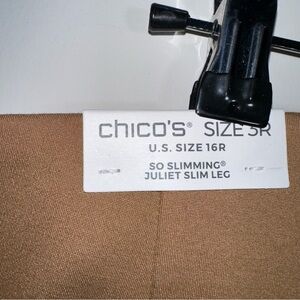 chico's® SIZE 3R
U.S. SIZE 16R
SO SLIMMING®
JULIET SLIM LEG